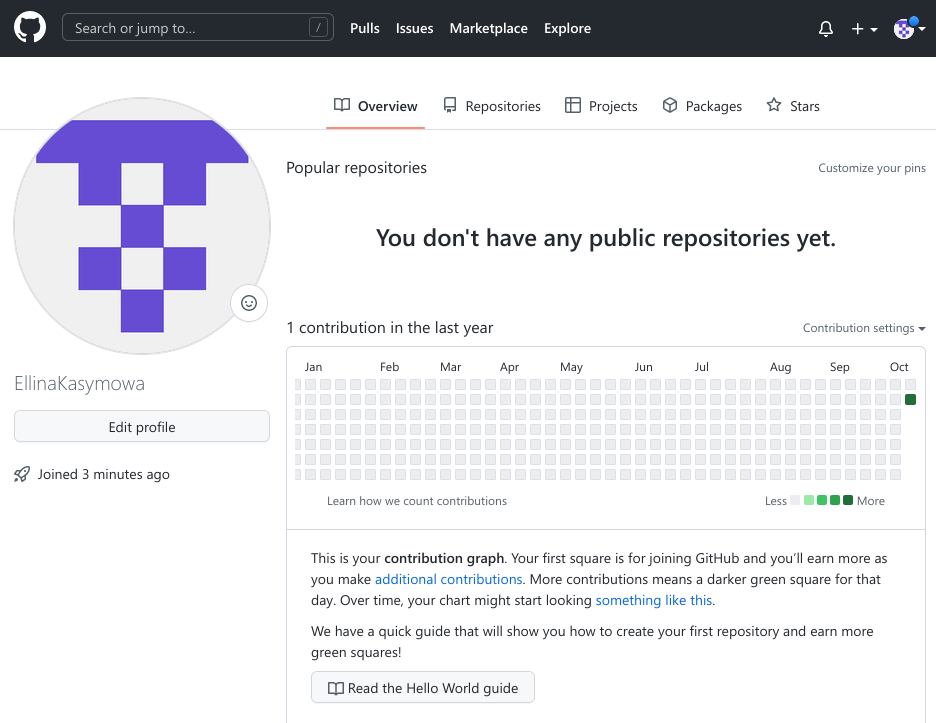 Search or jump to... /
Pulls
Issues
Marketplace
Explore
Overview
Repositories
Projects
Packages
Stars
EllinaKasymowa
Edit profile
Joined 3 minutes ago
Popular repositories
Customize your pins
You don't have any public repositories yet.
1 contribution in the last year
Contribution settings
Jan Feb Mar Apr May Jun Jul Aug Sep Oct
Learn how we count contributions
Less More
This is your contribution graph. Your first square is for joining GitHub and you’ll earn more as
you make additional contributions. More contributions means a darker green square for that
day. Over time, your chart might start looking something like this.
We have a quick guide that will show you how to create your first repository and earn more
green squares!
Read the Hello World guide